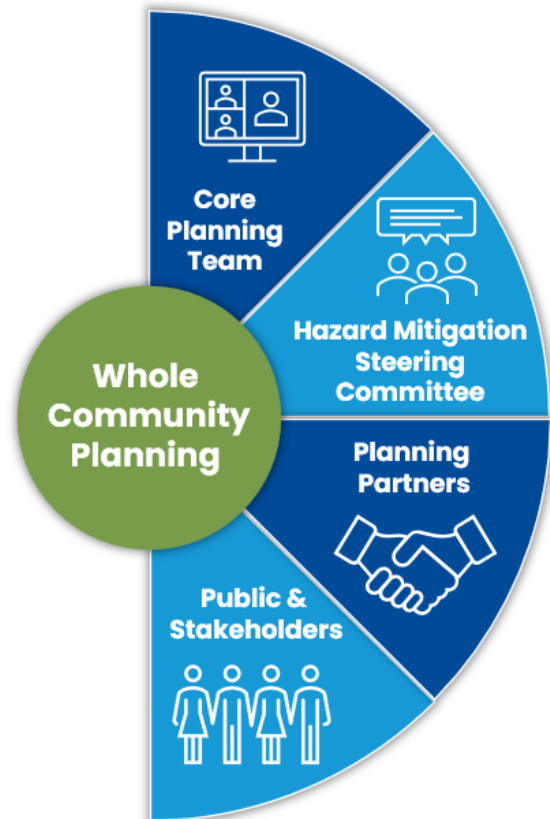 Core
Planning
Team
Hazard Mitigation
Steering
Committee
Whole
Community
Planning
Planning
Partners
Public &
Stakeholders